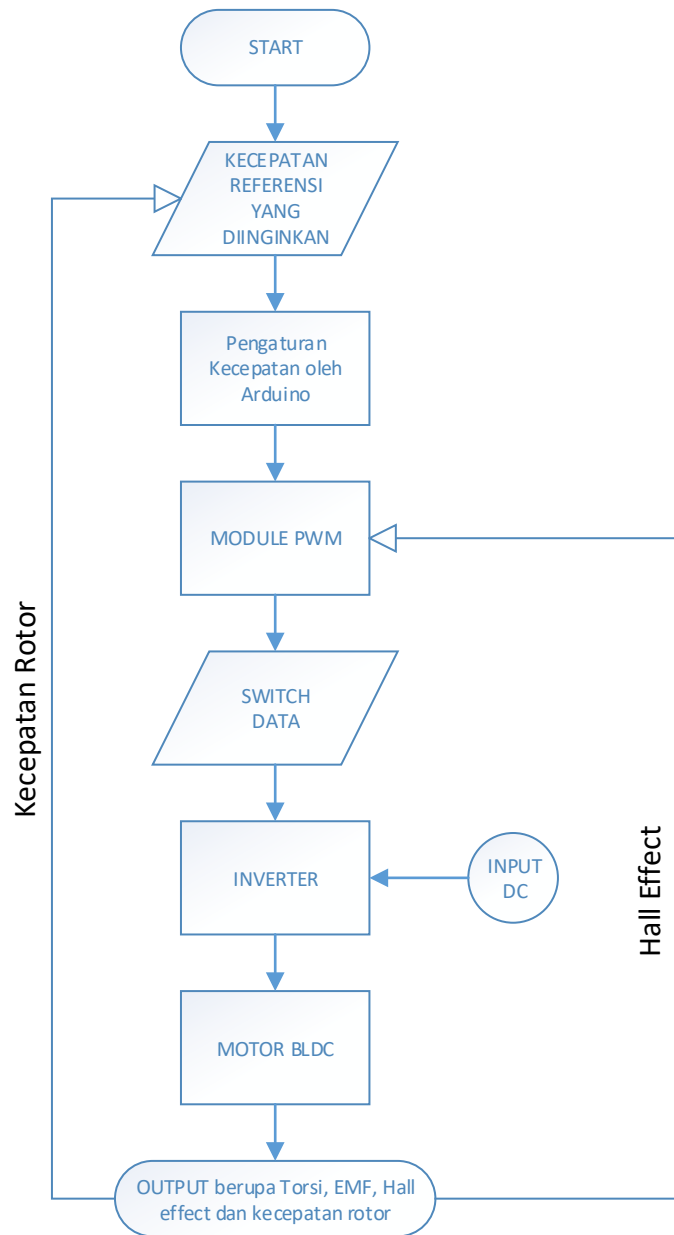 START
KECEPATAN
REFERENSI
YANG
DIINGINKAN
Pengaturan
Kecepatan oleh
Arduino
MODULE PWM
SWITCH
DATA
INVERTER
INPUT
DC
MOTOR BLDC
OUTPUT berupa Torsi, EMF, Hall
effect dan kecepatan rotor
Kecepatan Rotor
Hall Effect